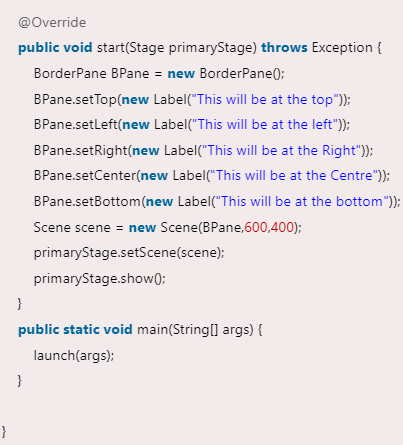 @Override
public void start(Stage primaryStage) throws Exception {
BorderPane BPane = new BorderPane();
BPane.setTop(new Label("This will be at the top"));
BPane.setLeft(new Label("This will be at the left"));
BPane.setRight(new Label("This will be at the Right"));
BPane.setCenter(new Label("This will be at the Centre"));
BPane.setBottom(new Label("This will be at the bottom"));
Scene scene = new Scene(BPane,600,400);
primaryStage.setScene(scene);
primaryStage.show();
}
public static void main(String[] args) {
launch(args);
}
}